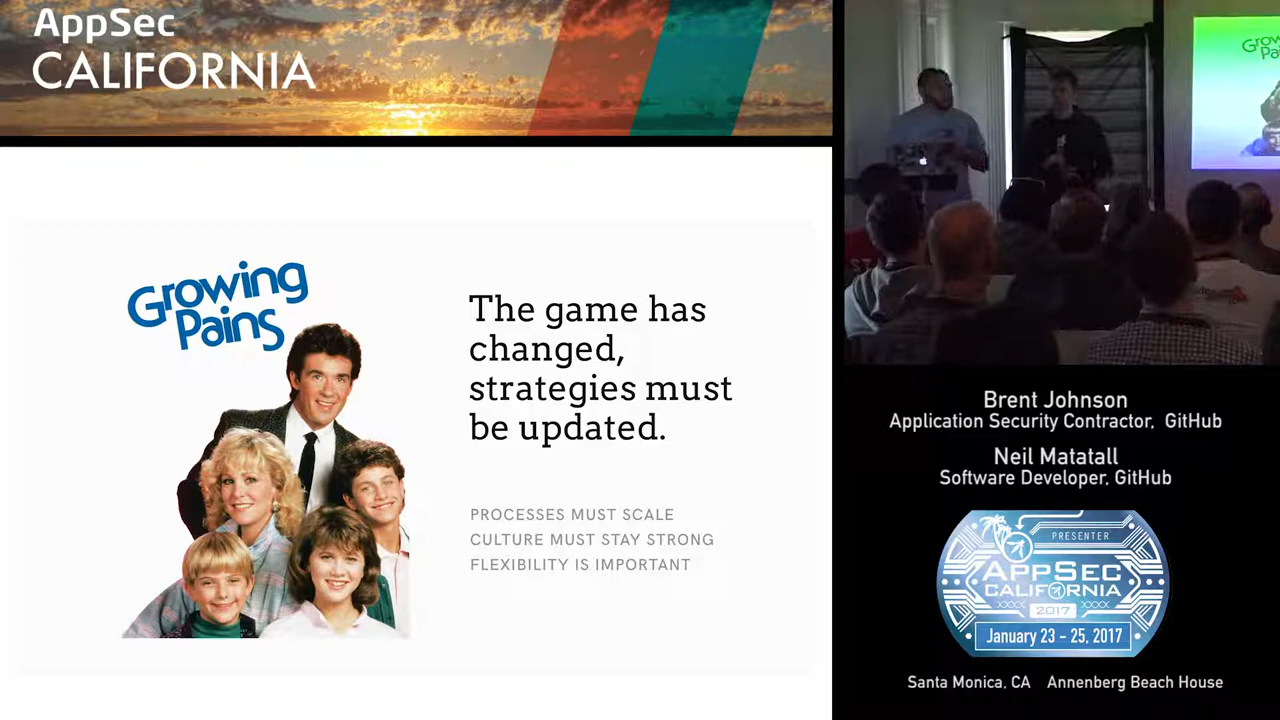 AppSec
CALIFORNIA
Growing
Pains
The game has
changed,
strategies must
be updated.
PROCESSES MUST SCALE
CULTURE MUST STAY STRONG
FLEXIBILITY IS IMPORTANT
Brent Johnson
Application Security Contractor, GitHub
Neil Matatall
Software Developer, GitHub
PRESENTER
APPSEC
CALIFORNIA
2017
January 23 - 25, 2017
Santa Monica, CA Annenberg Beach House